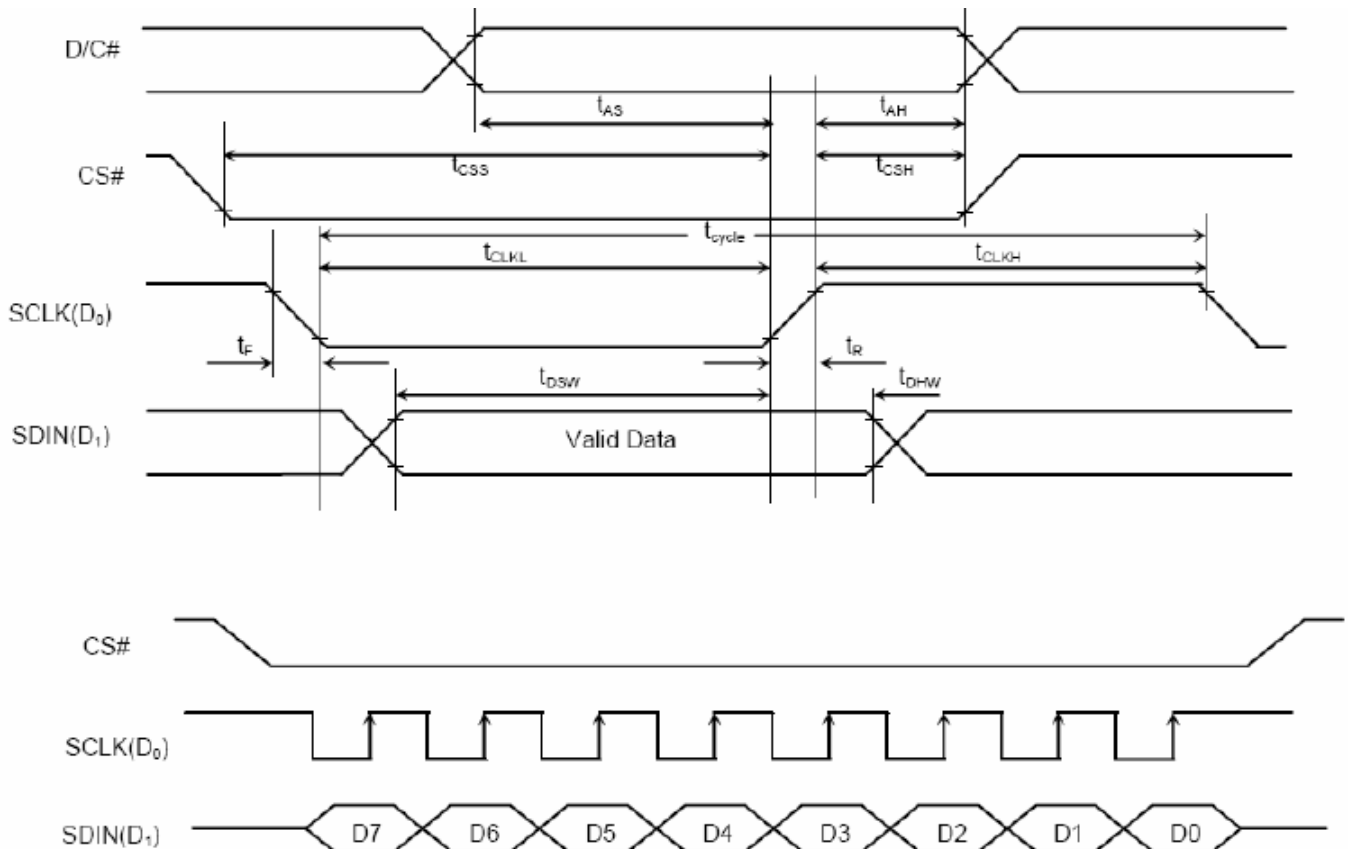 D/C#
tAS
tAH
CS#
tCSS
tCSH
tcycle
tCLKL
tCLKH
SCLK(D0)
tF
tR
tDSW
tDHW
SDIN(D1)
Valid Data
CS#
SCLK(D0)
SDIN(D1)
D7 D6 D5 D4 D3 D2 D1 D0